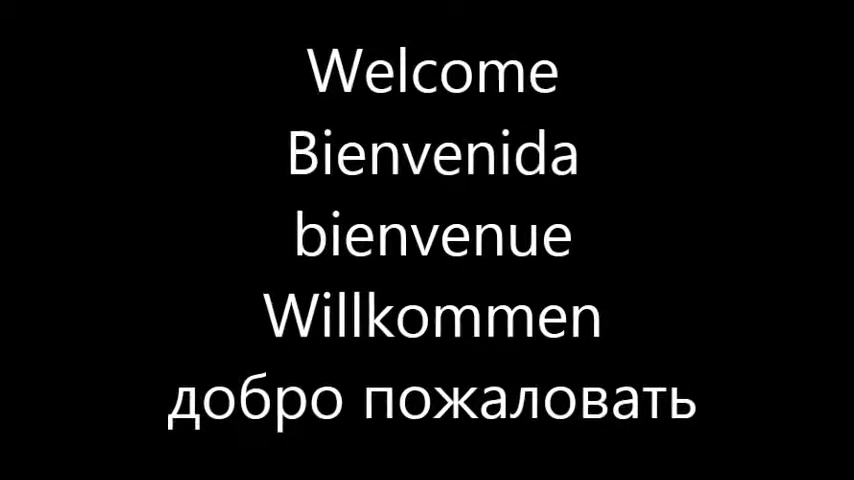 Welcome
Bienvenida
bienvenue
Willkommen
добро пожаловать